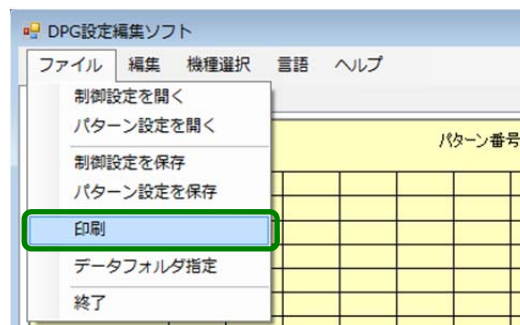 DPG設定編集ソフト
ファイル 編集 機種選択 言語 ヘルプ
制御設定を開く
パターン設定を開く
パターン番号
制御設定を保存
パターン設定を保存
印刷
データフォルダ指定
終了